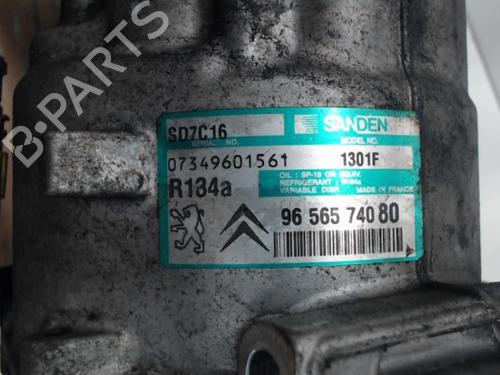 SD7C16
SANDEN
SERIAL NO.
MODEL NO.
07349601561
1301F
R134a
OIL : SP-10 OR EQUIV.
REFRIGERANT : R134a
VARIABLE DISP. MADE IN FRANCE
96 565 740 80